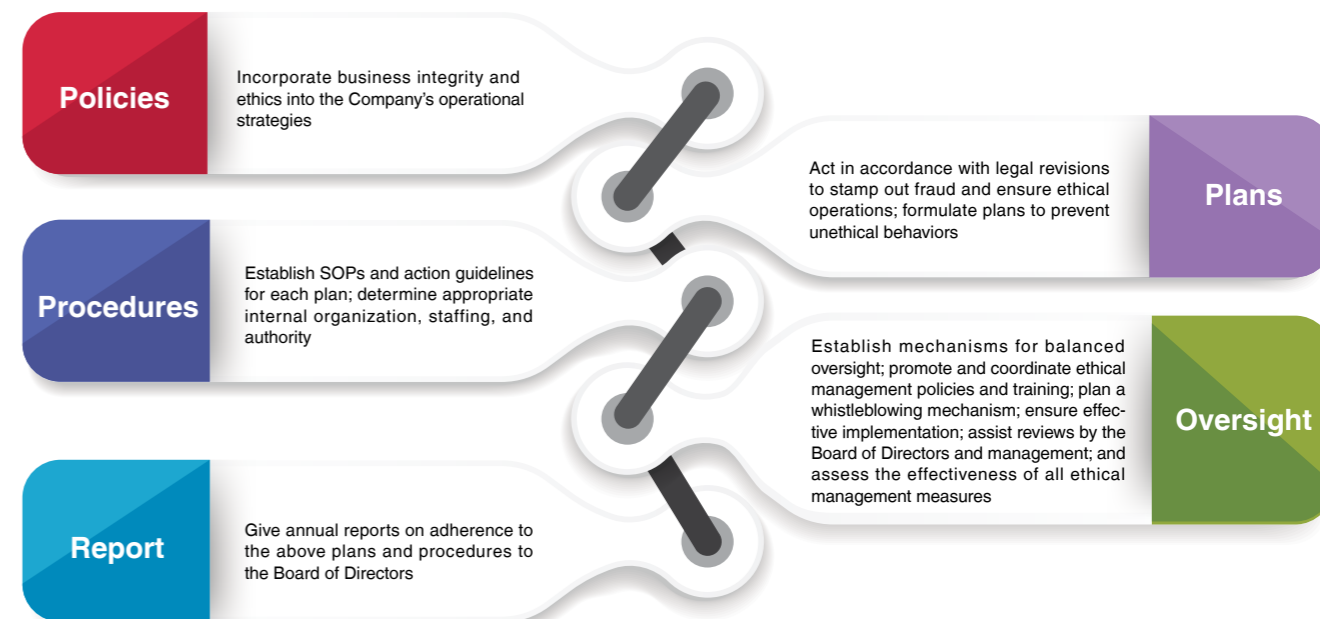 Policies
Incorporate business integrity and
ethics into the Company's operational
strategies
Act in accordance with legal revisions
to stamp out fraud and ensure ethical
operations; formulate plans to prevent
unethical behaviors
Plans
Procedures
Establish SOPs and action guidelines
for each plan; determine appropriate
internal organization, staffing, and
authority
Establish mechanisms for balanced
oversight; promote and coordinate ethical
management policies and training; plan a
whistleblowing mechanism; ensure effec-
tive implementation; assist reviews by the
Board of Directors and management; and
assess the effectiveness of all ethical
management measures
Oversight
Report
Give annual reports on adherence to
the above plans and procedures to
the Board of Directors